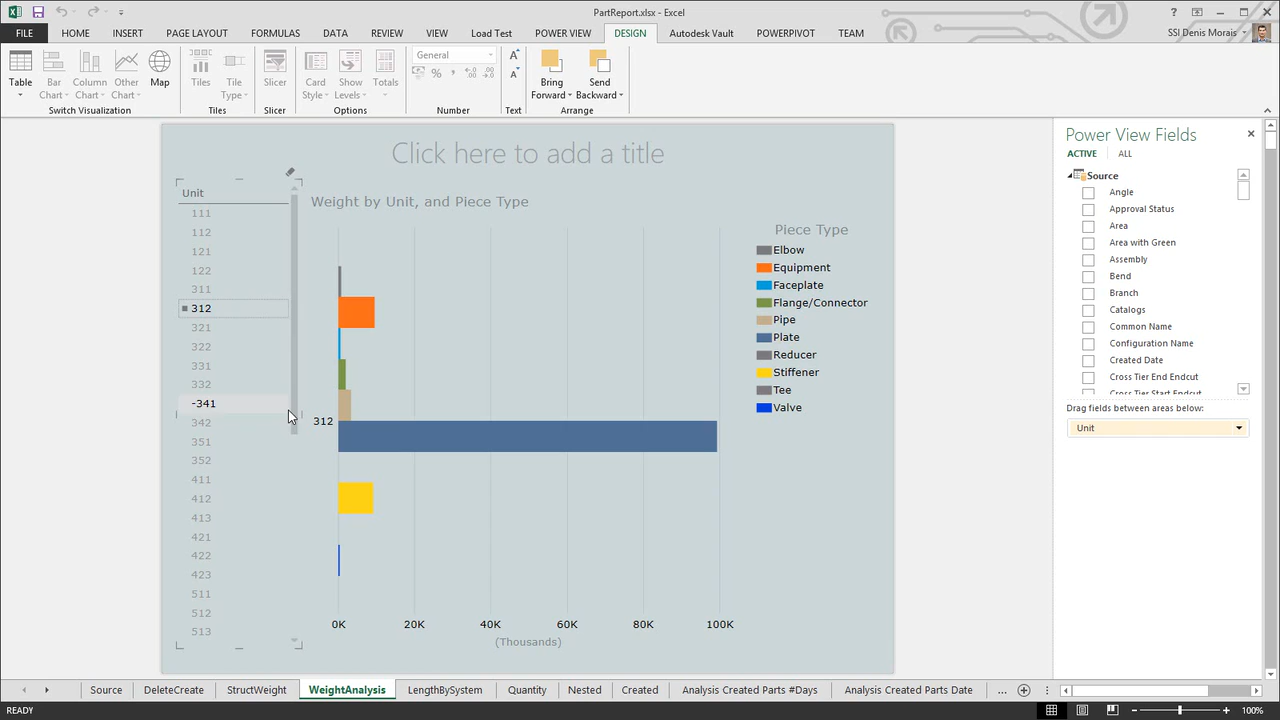 PartReport.xlsx - Excel
FILE HOME INSERT PAGE LAYOUT FORMULAS DATA REVIEW VIEW Load Test POWERVIEW DESIGN Autodesk Vault POWERPIVOT TEAM SSI Denis Morais
Table Bar Chart Column Chart Other Chart Map Tiles Tile Type Slicer Card Style Show Levels Totals General $ % Bring Forward Send Backward
Switch Visualization Tiles Slicer Options Number Text Arrange
Click here to add a title
Unit
111
112
121
122
311
312
321
322
331
332
-341
342
351
352
411
412
413
421
422
423
511
512
513
Weight by Unit, and Piece Type
312
0K 20K 40K 60K 80K 100K
(Thousands)
Piece Type
Elbow
Equipment
Faceplate
Flange/Connector
Pipe
Plate
Reducer
Stiffener
Tee
Valve
Power View Fields
ACTIVE ALL
Source
Angle
Approval Status
Area
Area with Green
Assembly
Bend
Branch
Catalogs
Common Name
Configuration Name
Created Date
Cross Tier End Endcut
Cross Tier Start Endcut
Drag fields between areas below:
Unit
Source DeleteCreate StructWeight WeightAnalysis LengthBySystem Quantity Nested Created Analysis Created Parts #Days Analysis Created Parts Date ...
READY 100%